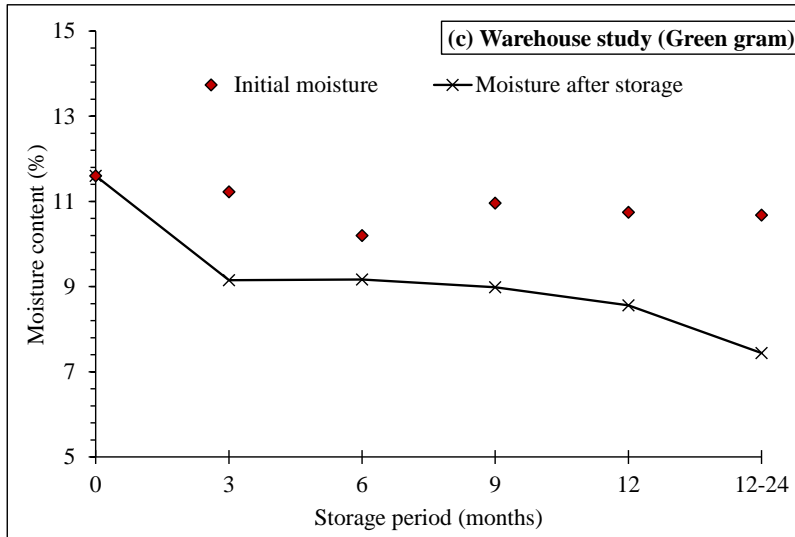 (c) Warehouse study (Green gram)
Initial moisture
Moisture after storage
Moisture content (%)
15
13
11
9
7
5
0 3 6 9 12 12-24
Storage period (months)